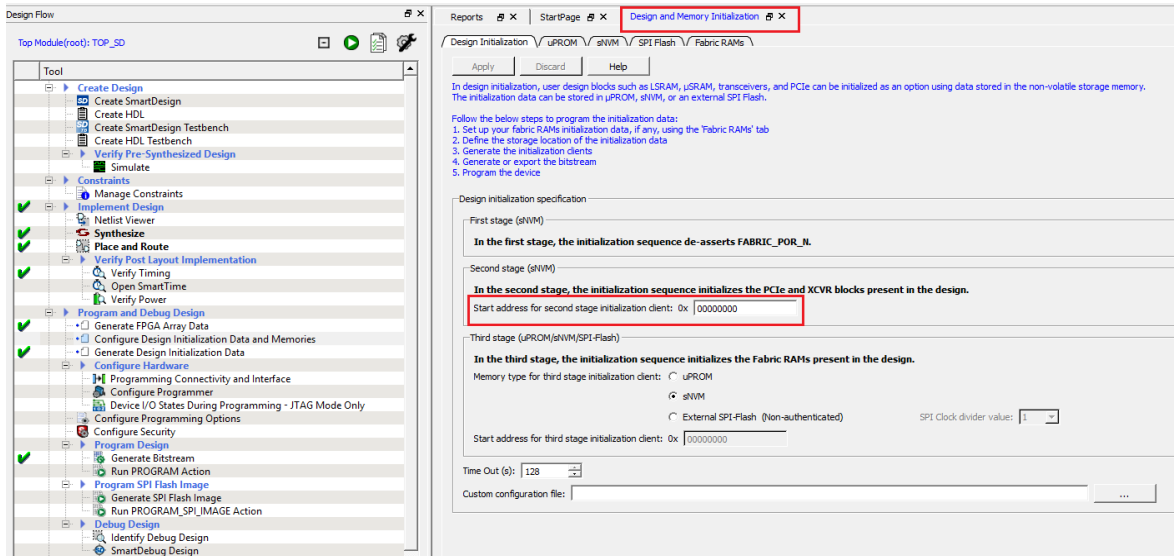 Design Flow
Top Module(root): TOP_SD
Tool
Create Design
Create SmartDesign
Create HDL
Create SmartDesign Testbench
Create HDL Testbench
Verify Pre-Synthesized Design
Simulate
Constraints
Manage Constraints
Implement Design
Netlist Viewer
Synthesize
Place and Route
Verify Post Layout Implementation
Verify Timing
Open SmartTime
Verify Power
Program and Debug Design
Generate FPGA Array Data
Configure Design Initialization Data and Memories
Generate Design Initialization Data
Configure Hardware
Programming Connectivity and Interface
Configure Programmer
Device I/O States During Programming - JTAG Mode Only
Configure Programming Options
Configure Security
Program Design
Generate Bitstream
Run PROGRAM Action
Program SPI Flash Image
Generate SPI Flash Image
Run PROGRAM_SPI_IMAGE Action
Debug Design
Identify Debug Design
SmartDebug Design
Reports StartPage Design and Memory Initialization
Design Initialization uPROM sNVM SPI Flash Fabric RAMs
Apply Discard Help
In design initialization, user design blocks such as LSRAM, µSRAM, transceivers, and PCIe can be initialized as an option using data stored in the non-volatile storage memory.
The initialization data can be stored in µPROM, sNVM, or an external SPI Flash.
Follow the below steps to program the initialization data:
1. Set up your fabric RAMs initialization data, if any, using the 'Fabric RAMs' tab
2. Define the storage location of the initialization data
3. Generate the initialization clients
4. Generate or export the bitstream
5. Program the device
Design initialization specification
First stage (sNVM)
In the first stage, the initialization sequence de-asserts FABRIC_POR_N.
Second stage (sNVM)
In the second stage, the initialization sequence initializes the PCIe and XCVR blocks present in the design.
Start address for second stage initialization client: 0x 00000000
Third stage (uPROM/sNVM/SPI-Flash)
In the third stage, the initialization sequence initializes the Fabric RAMs present in the design.
Memory type for third stage initialization client: uPROM
sNVM
External SPI-Flash (Non-authenticated) SPI Clock divider value: 1
Start address for third stage initialization client: 0x 00000000
Time Out (s): 128
Custom configuration file: ...